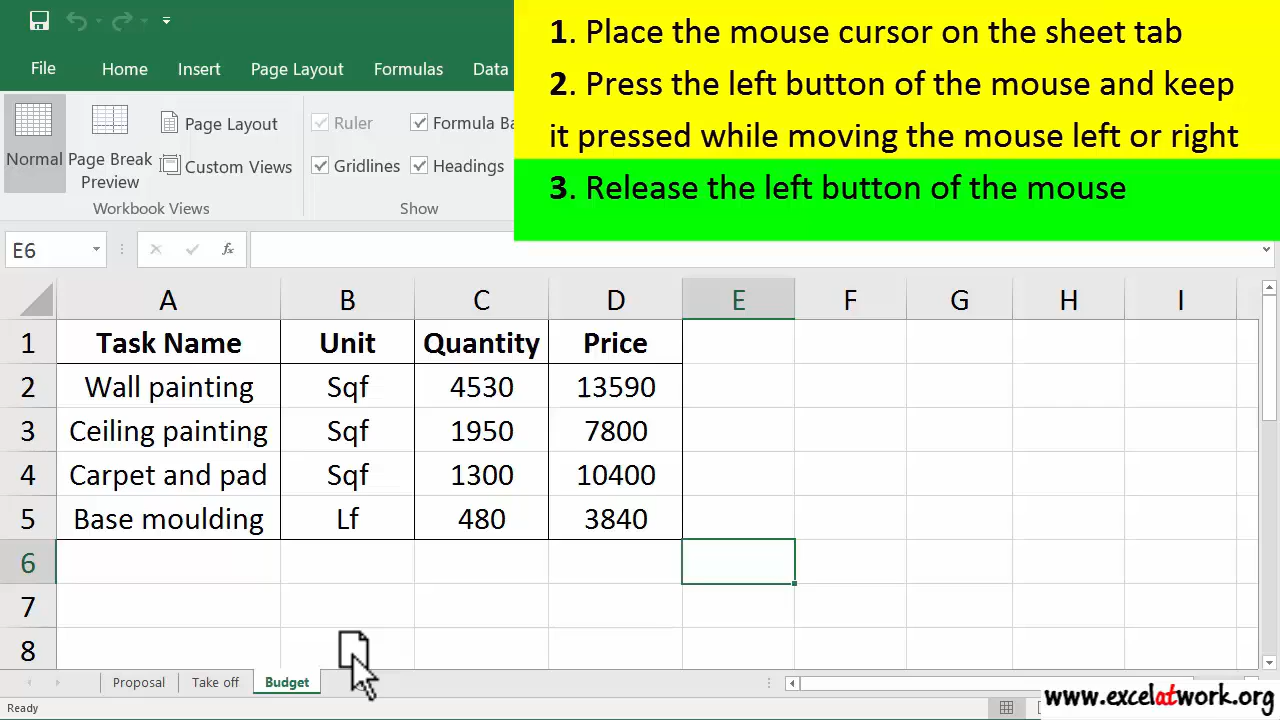 1. Place the mouse cursor on the sheet tab
2. Press the left button of the mouse and keep
it pressed while moving the mouse left or right
3. Release the left button of the mouse
File Home Insert Page Layout Formulas Data
Normal Page Break Preview Page Layout Custom Views
Workbook Views
Ruler Formula Ba
Gridlines Headings
Show
E6 fx
A B C D E F G H I
1 Task Name Unit Quantity Price
2 Wall painting Sqf 4530 13590
3 Ceiling painting Sqf 1950 7800
4 Carpet and pad Sqf 1300 10400
5 Base moulding Lf 480 3840
6
7
8
Proposal Take off Budget
Ready
www.excelatwork.org